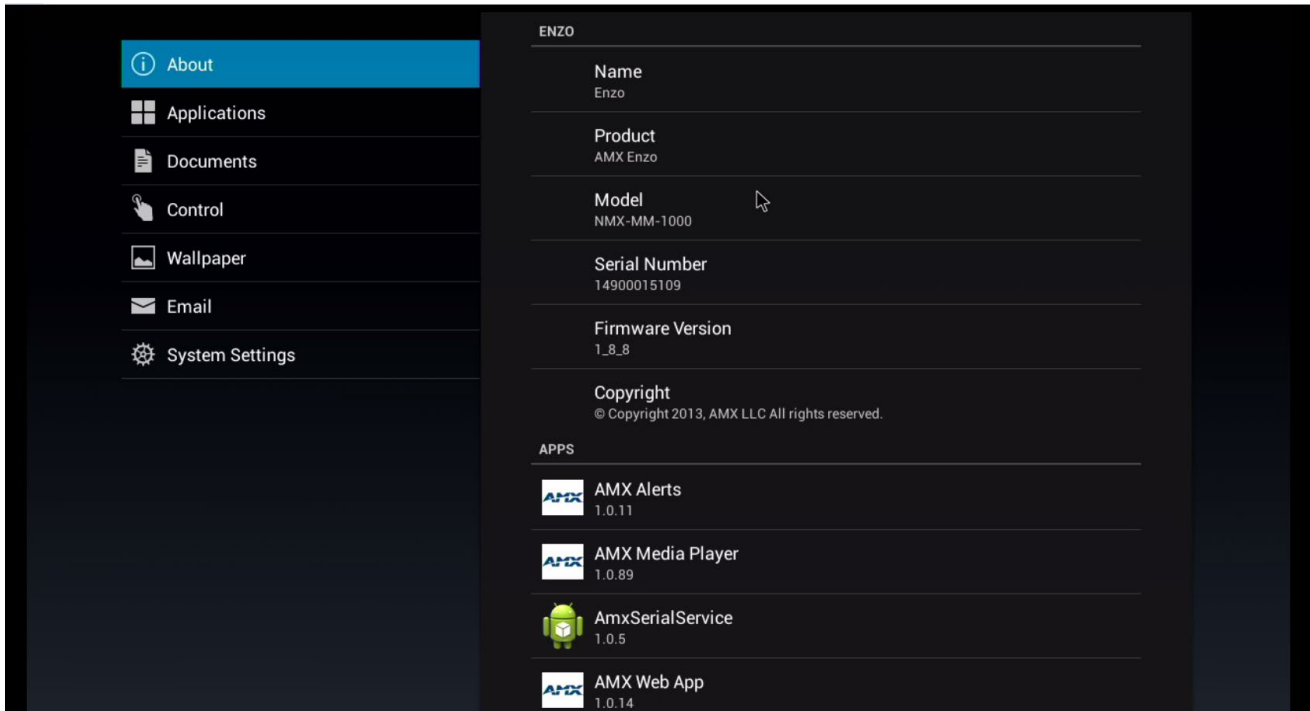 About
Applications
Documents
Control
Wallpaper
Email
System Settings
ENZO
Name
Enzo
Product
AMX Enzo
Model
NMX-MM-1000
Serial Number
14900015109
Firmware Version
1_8_8
Copyright
© Copyright 2013, AMX LLC All rights reserved.
APPS
AMX
AMX Alerts
1.0.11
AMX
AMX Media Player
1.0.89
AmxSerialService
1.0.5
AMX
AMX Web App
1.0.14